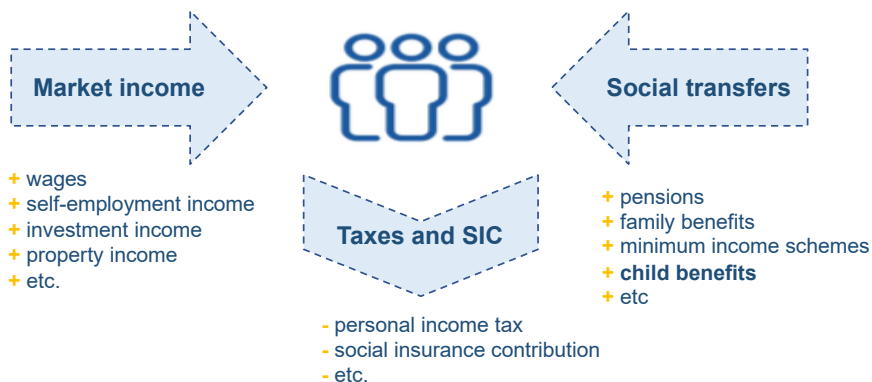 Market income
+ wages
+ self-employment income
+ investment income
+ property income
+ etc.
Taxes and SIC
- personal income tax
- social insurance contribution
- etc.
Social transfers
+ pensions
+ family benefits
+ minimum income schemes
+ child benefits
+ etc